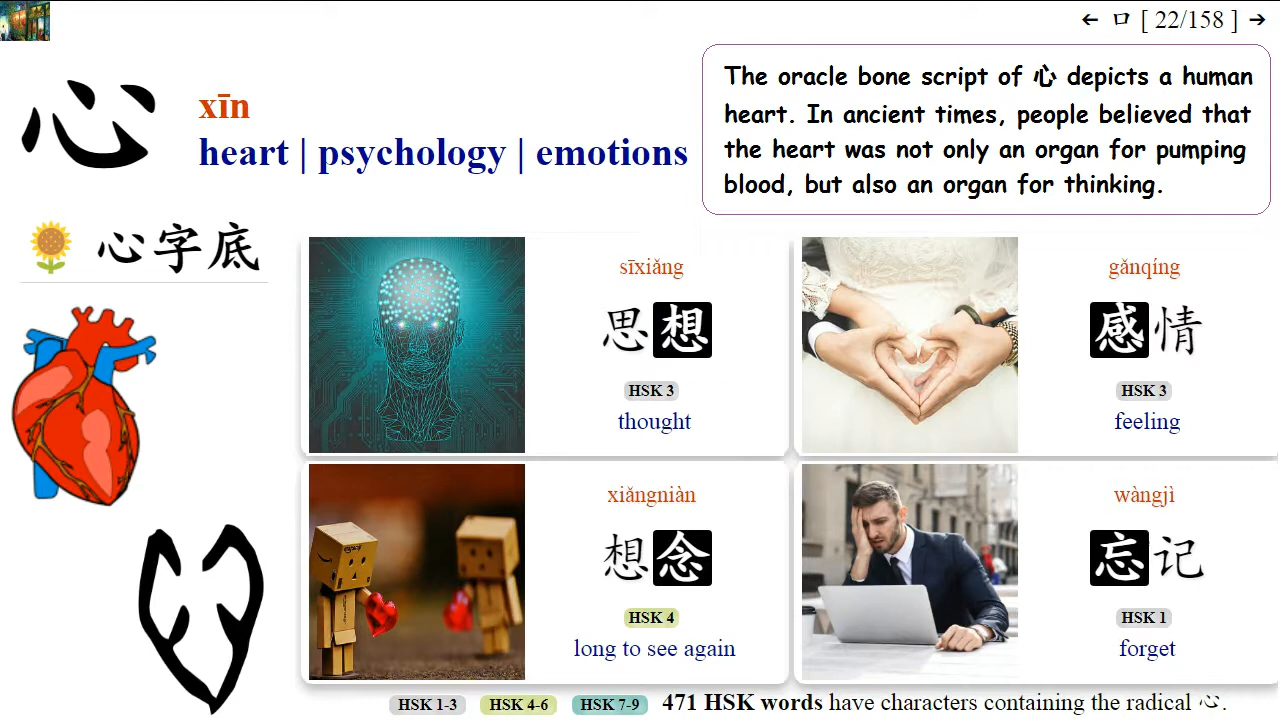 ← 口 [ 22/158 ] →
心
xīn
heart | psychology | emotions
The oracle bone script of 心 depicts a human
heart. In ancient times, people believed that
the heart was not only an organ for pumping
blood, but also an organ for thinking.
心字底
sīxiǎng
思想
HSK 3
thought
gǎnqíng
感情
HSK 3
feeling
xiǎngniàn
想念
HSK 4
long to see again
wàngjì
忘记
HSK 1
forget
HSK 1-3 HSK 4-6 HSK 7-9 471 HSK words have characters containing the radical 心.